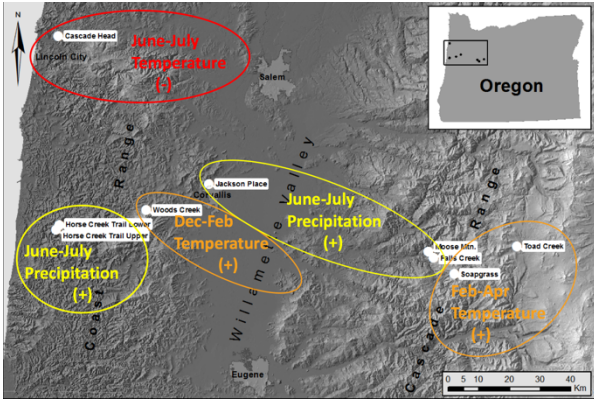 N
Cascade Head
Lincoln City
June-July
Temperature
(-)
Salem
Oregon
Coast Range
Willamette Valley
Cascade Range
Jackson Place
Corvallis
June-July
Precipitation
(+)
Woods Creek
Dec-Feb
Temperature
(+)
Horse Creek Trail Lower
Horse Creek Trail Upper
June-July
Precipitation
(+)
Moose Mtn.
Falls Creek
Toad Creek
Soapgrass
Feb-Apr
Temperature
(+)
Eugene
0 5 10 20 30 40
Km